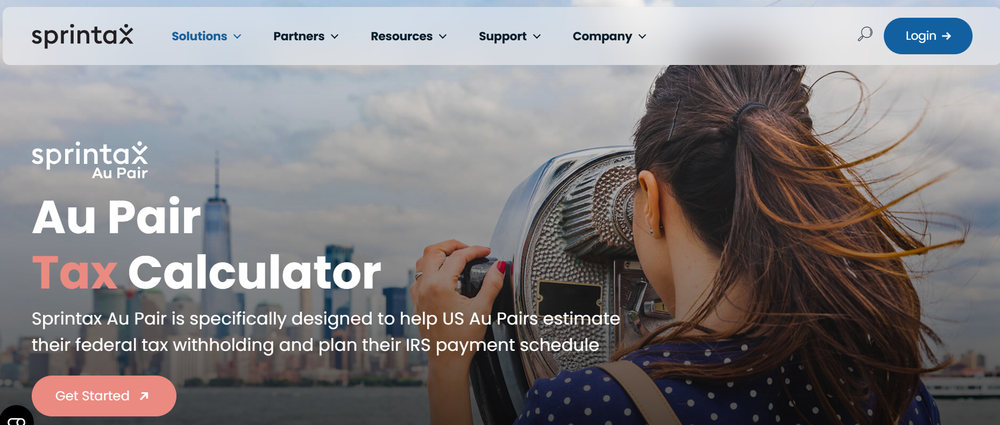 sprintax
Solutions
Partners
Resources
Support
Company
Login
sprintax
Au Pair
Au Pair
Tax Calculator
Sprintax Au Pair is specifically designed to help US Au Pairs estimate
their federal tax withholding and plan their IRS payment schedule
Get Started